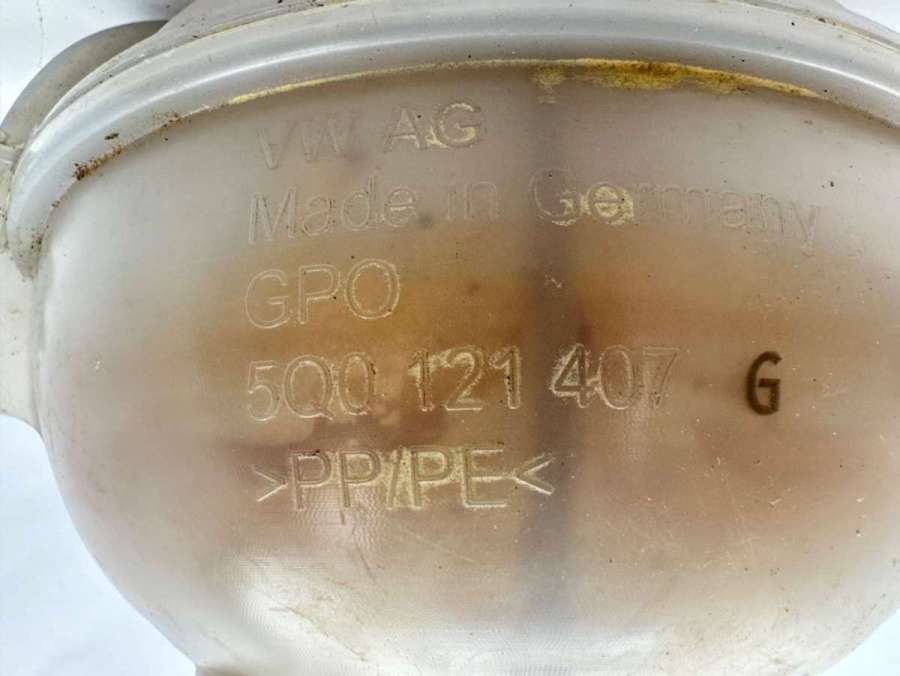 VW AG
Made in Germany
GPO
5Q0 121 407 G
>PP/PE<